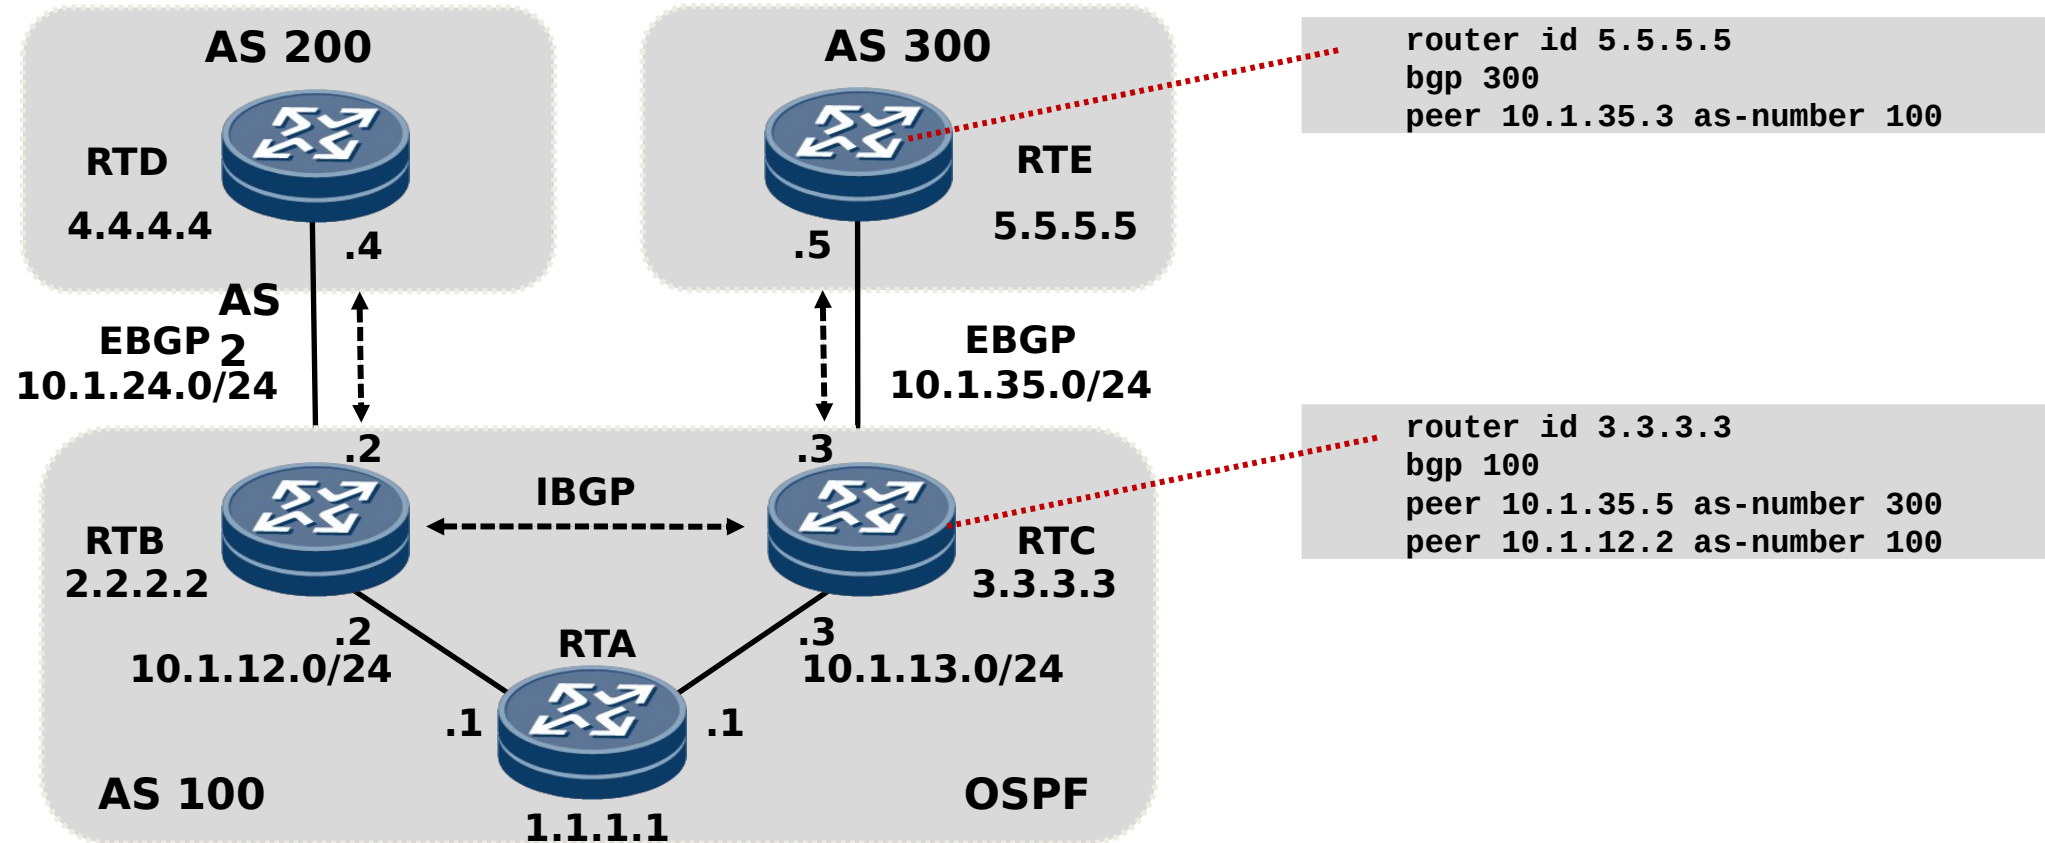 AS 200
AS 300
router id 5.5.5.5
bgp 300
peer 10.1.35.3 as-number 100
RTD
4.4.4.4
.4
RTE
5.5.5.5
.5
AS
2
EBGP
10.1.24.0/24
EBGP
10.1.35.0/24
router id 3.3.3.3
bgp 100
peer 10.1.35.5 as-number 300
peer 10.1.12.2 as-number 100
.2
.3
IBGP
RTB
2.2.2.2
RTC
3.3.3.3
.2
10.1.12.0/24
RTA
.3
10.1.13.0/24
.1
.1
AS 100
OSPF
1.1.1.1